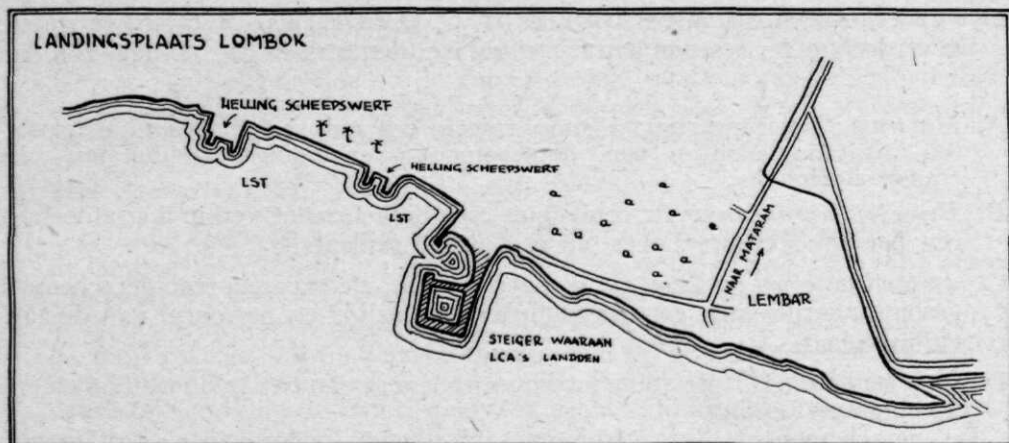 LANDINGSPLAATS LOMBOK
HELLING SCHEEPSWERF
HELLING SCHEEPSWERF
LST
LST
NAAR MATARAM
LEMBAR
STEIGER WAARAAN
LCA'S LANDDEN